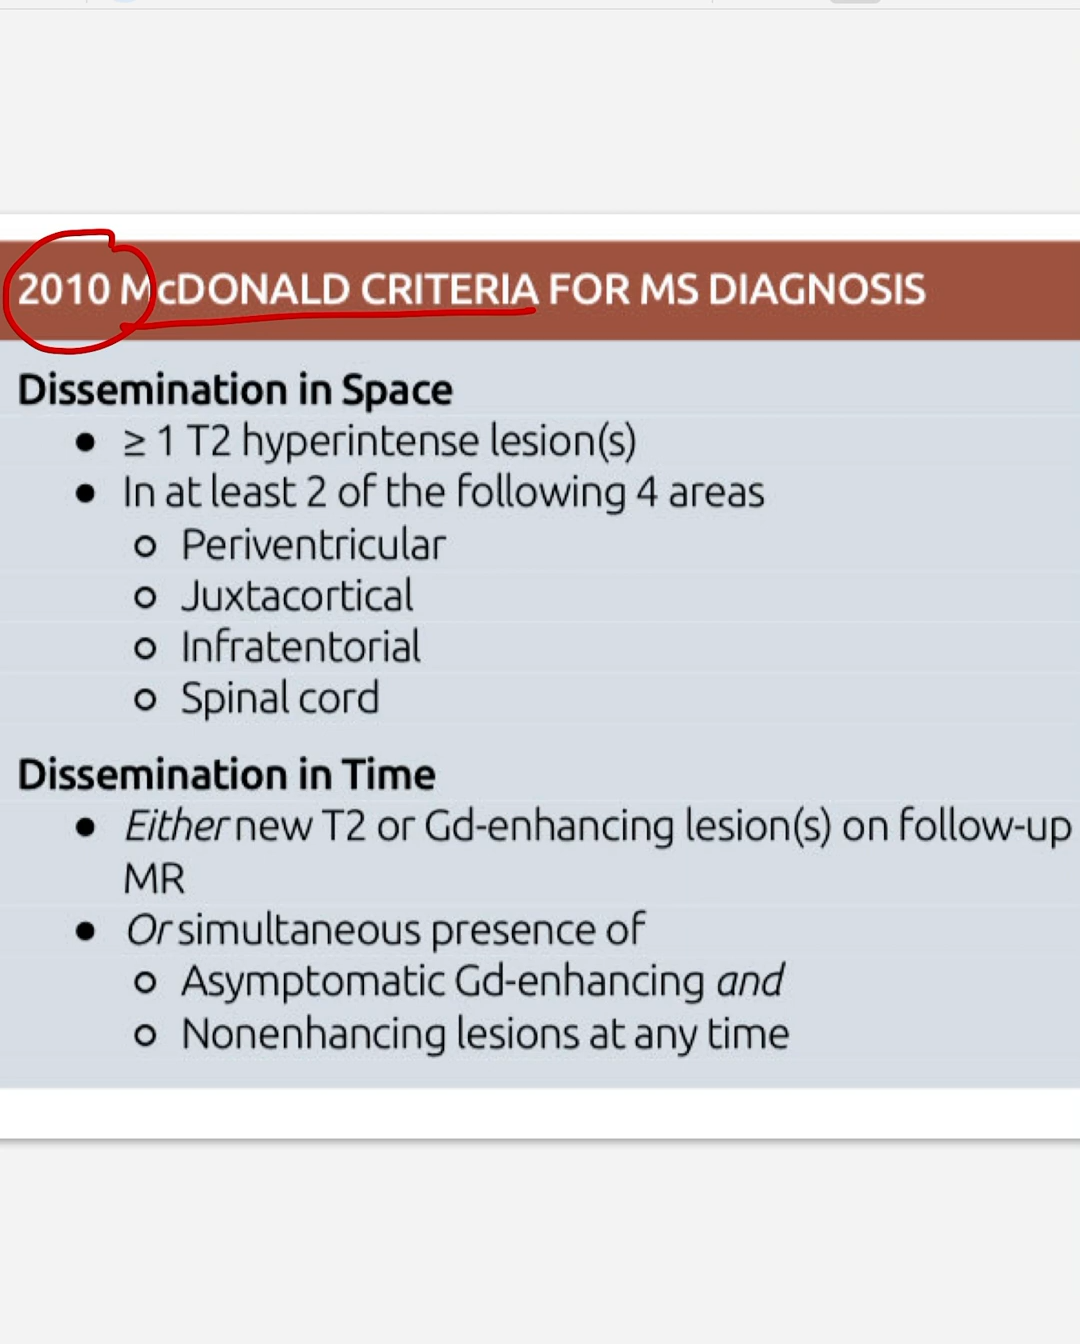 2010 McDONALD CRITERIA FOR MS DIAGNOSIS
Dissemination in Space
● ≥ 1 T2 hyperintense lesion(s)
● In at least 2 of the following 4 areas
○ Periventricular
○ Juxtacortical
○ Infratentorial
○ Spinal cord
Dissemination in Time
● Either new T2 or Gd-enhancing lesion(s) on follow-up
MR
● Or simultaneous presence of
○ Asymptomatic Gd-enhancing and
○ Nonenhancing lesions at any time